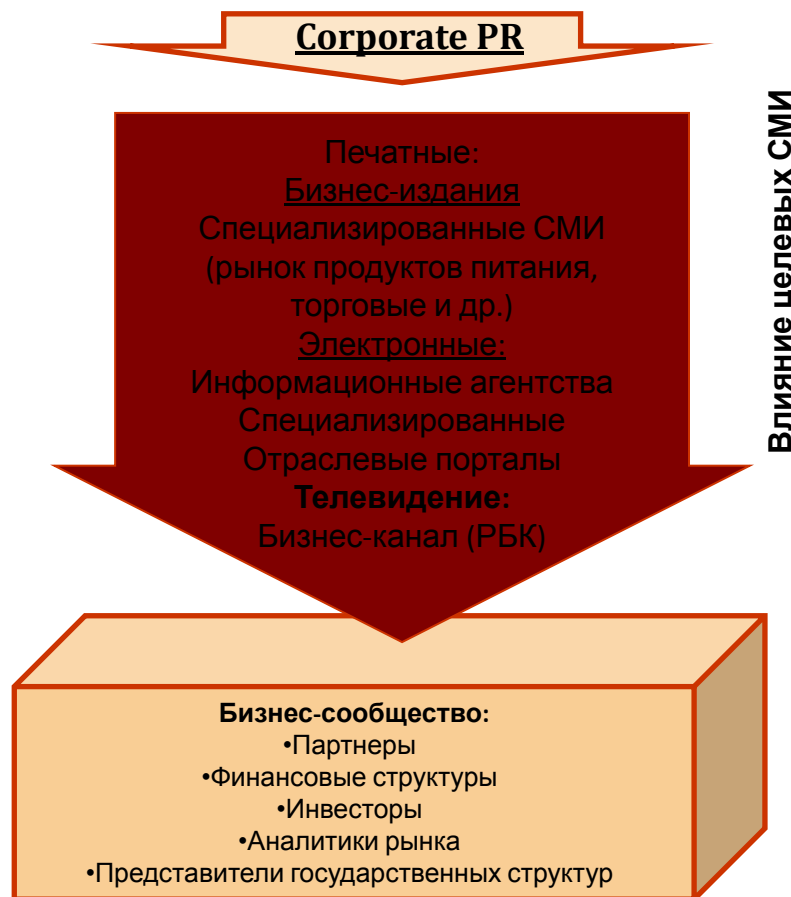 Corporate PR
Печатные:
Бизнес-издания
Специализированные СМИ
(рынок продуктов питания,
торговые и др.)
Электронные:
Информационные агентства
Специализированные
Отраслевые порталы
Телевидение:
Бизнес-канал (РБК)
Влияние целевых СМИ
Бизнес-сообщество:
•Партнеры
•Финансовые структуры
•Инвесторы
•Аналитики рынка
•Представители государственных структур